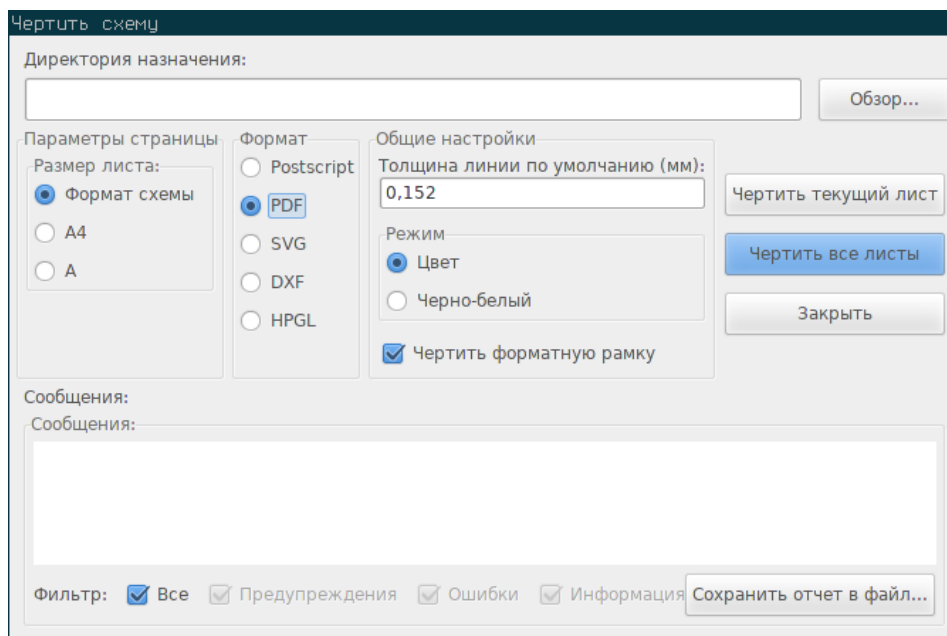 Чертить схему
Директория назначения:
Обзор...
Параметры страницы
Размер листа:
Формат схемы
A4
A
Формат
Postscript
PDF
SVG
DXF
HPGL
Общие настройки
Толщина линии по умолчанию (мм):
0,152
Режим
Цвет
Черно-белый
Чертить форматную рамку
Чертить текущий лист
Чертить все листы
Закрыть
Сообщения:
Сообщения:
Фильтр: Все Предупреждения Ошибки Информация Сохранить отчет в файл...